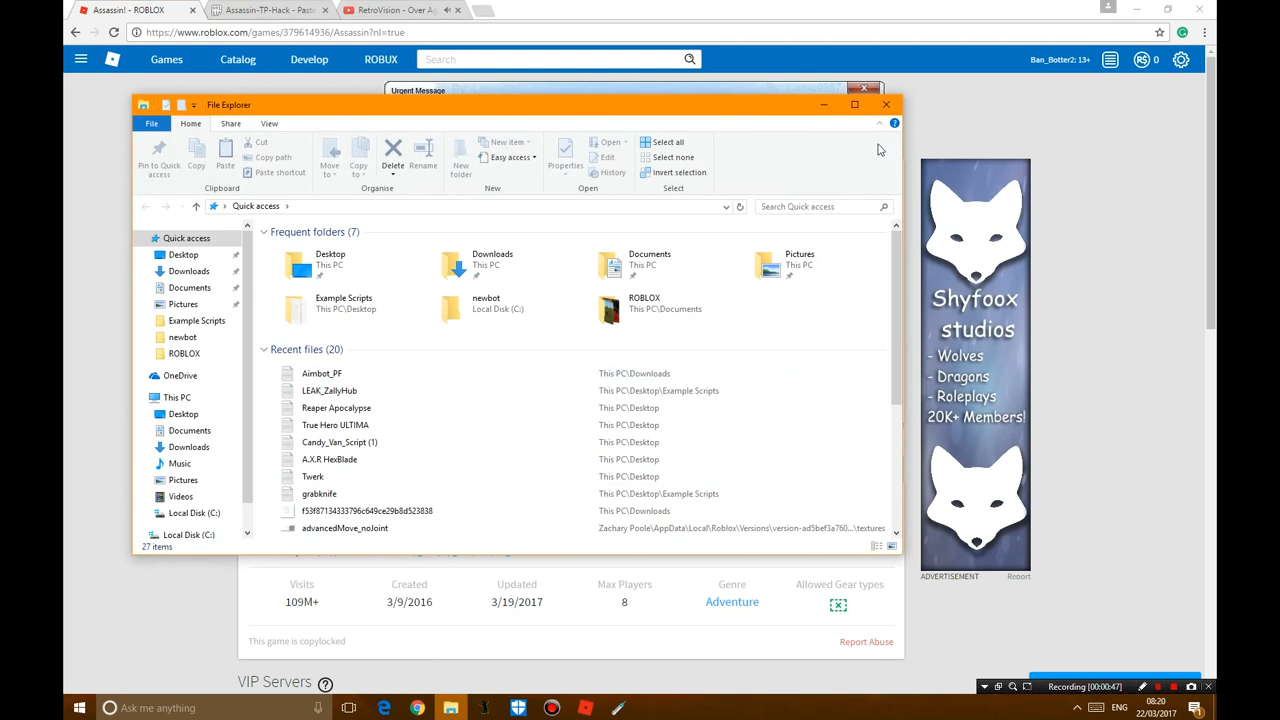 Assassin! - ROBLOX
Assassin-TP-Hack - Paste
RetroVision - Over Ag
https://www.roblox.com/games/379614936/Assassin?nl=true
Games Catalog Develop ROBUX Search Ban_Botter2: 13+ R$ 0
Urgent Message
File Explorer
File Home Share View
Pin to Quick access
Copy
Paste
Cut
Copy path
Paste shortcut
Clipboard
Move to
Copy to
Delete
Rename
Organise
New folder
New item
Easy access
New
Properties
Open
Edit
History
Open
Select all
Select none
Invert selection
Select
Quick access
Search Quick access
Quick access
Desktop
Downloads
Documents
Pictures
Example Scripts
newbot
ROBLOX
OneDrive
This PC
Desktop
Documents
Downloads
Music
Pictures
Videos
Local Disk (C:)
Local Disk (C:)
Frequent folders (7)
Desktop
This PC
Downloads
This PC
Documents
This PC
Pictures
This PC
Example Scripts
This PC\Desktop
newbot
Local Disk (C:)
ROBLOX
This PC\Documents
Recent files (20)
Aimbot_PF This PC\Downloads
LEAK_ZallyHub This PC\Desktop\Example Scripts
Reaper Apocalypse This PC\Desktop
True Hero ULTIMA This PC\Desktop
Candy_Van_Script (1) This PC\Desktop
A.X.R HexBlade This PC\Desktop
Twerk This PC\Desktop
grabknife This PC\Desktop\Example Scripts
f53f87134333796c649ce29b8d523838 This PC\Downloads
advancedMove_noJoint Zachary Poole\AppData\Local\Roblox\Versions\version-ad5bef3a760...\textures
27 items
Shyfoox
studios
- Wolves
- Dragons
- Roleplays
20K+ Members!
ADVERTISEMENT Report
Visits Created Updated Max Players Genre Allowed Gear types
109M+ 3/9/2016 3/19/2017 8 Adventure
This game is copylocked Report Abuse
VIP Servers
Recording [00:00:47]
Ask me anything
ENG
08:20
22/03/2017